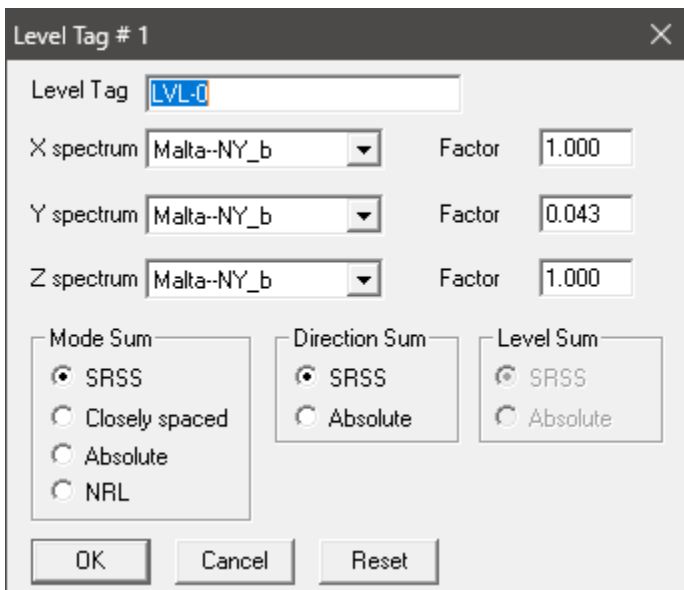 Level Tag # 1
Level Tag LVL-0
X spectrum Malta--NY_b Factor 1.000
Y spectrum Malta--NY_b Factor 0.043
Z spectrum Malta--NY_b Factor 1.000
Mode Sum Direction Sum Level Sum
SRSS SRSS SRSS
Closely spaced Absolute Absolute
Absolute
NRL
OK Cancel Reset